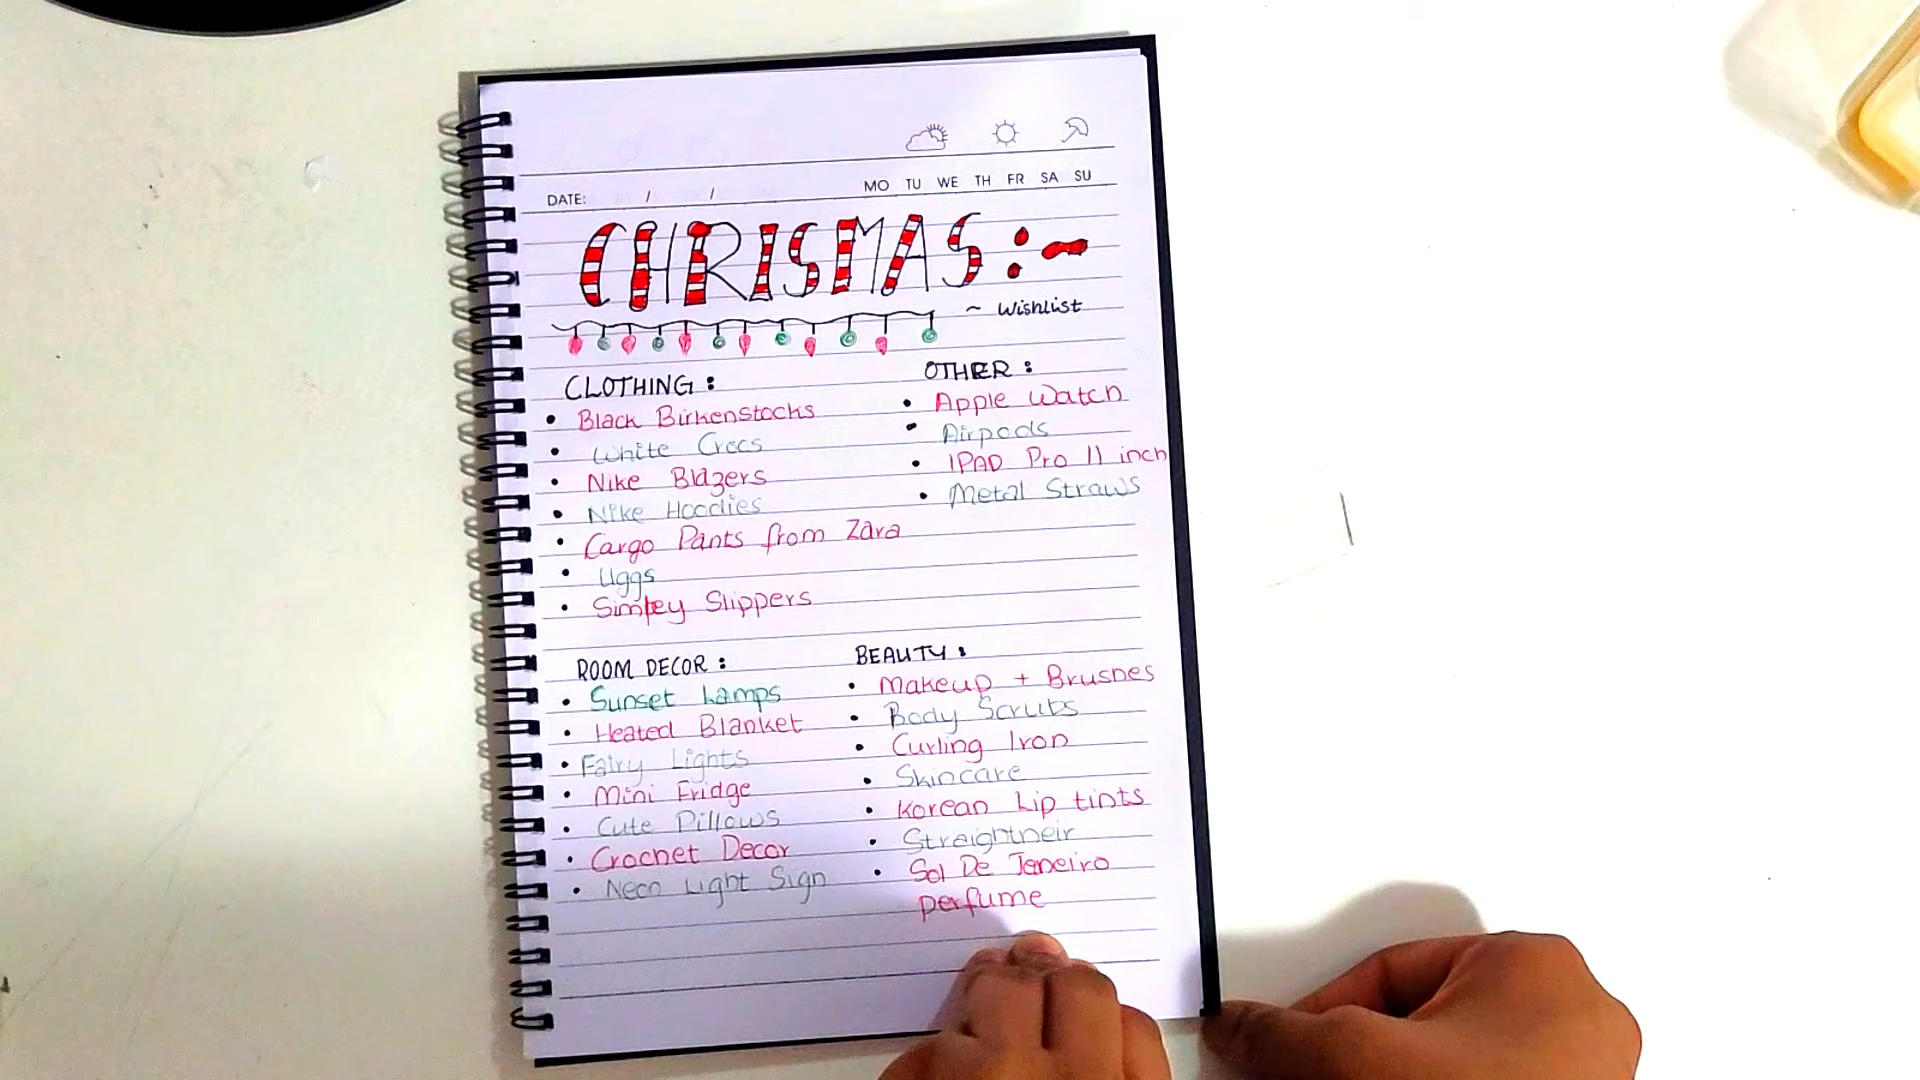 DATE: / /
MO TU WE TH FR SA SU
CHRISMAS :-
~ Wishlist
CLOTHING :
• Black Birkenstocks
• White Crocs
• Nike Blazers
• Nike Hoodies
• Cargo Pants from Zara
• Uggs
• Simpey Slippers
OTHER :
• Apple Watch
• Airpods
• IPAD Pro 11 inch
• Metal Straws
ROOM DECOR :
• Sunset Lamps
• Heated Blanket
• Fairy Lights
• Mini Fridge
• Cute Pillows
• Crochet Decor
• Neon Light Sign
BEAUTY :
• Makeup + Brushes
• Body Scrubs
• Curling Iron
• Skincare
• Korean Lip tints
• Straightneir
• Sol De Janeiro
perfume